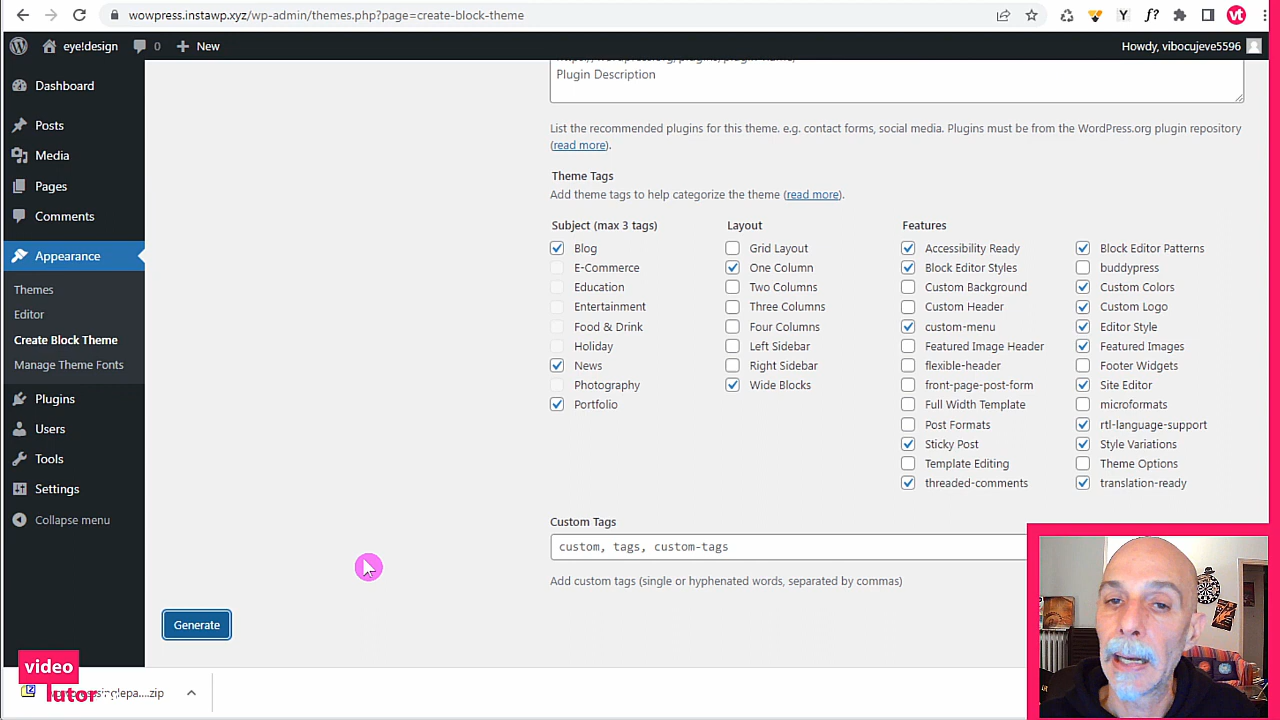 wowpress.instawp.xyz/wp-admin/themes.php?page=create-block-theme
Y
f?
vt
eye!design
0
New
Howdy, vibocujeve5596
Dashboard
Posts
Media
Pages
Comments
Appearance
Themes
Editor
Create Block Theme
Manage Theme Fonts
Plugins
Users
Tools
Settings
Collapse menu
Plugin Description
List the recommended plugins for this theme. e.g. contact forms, social media. Plugins must be from the WordPress.org plugin repository
(read more).
Theme Tags
Add theme tags to help categorize the theme (read more).
Subject (max 3 tags)
Blog
E-Commerce
Education
Entertainment
Food & Drink
Holiday
News
Photography
Portfolio
Layout
Grid Layout
One Column
Two Columns
Three Columns
Four Columns
Left Sidebar
Right Sidebar
Wide Blocks
Features
Accessibility Ready
Block Editor Styles
Custom Background
Custom Header
custom-menu
Featured Image Header
flexible-header
front-page-post-form
Full Width Template
Post Formats
Sticky Post
Template Editing
threaded-comments
Block Editor Patterns
buddypress
Custom Colors
Custom Logo
Editor Style
Featured Images
Footer Widgets
Site Editor
microformats
rtl-language-support
Style Variations
Theme Options
translation-ready
Custom Tags
custom, tags, custom-tags
Add custom tags (single or hyphenated words, separated by commas)
Generate
video
tutor